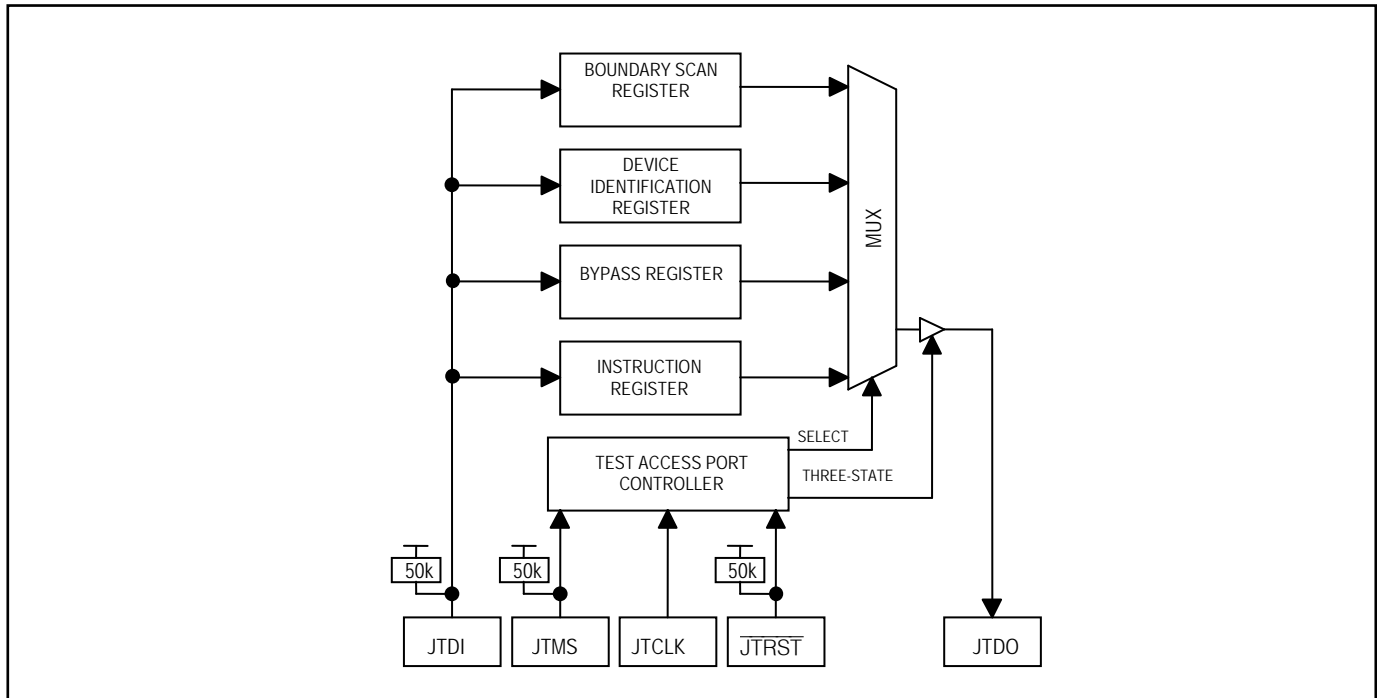 BOUNDARY SCAN
REGISTER
DEVICE
IDENTIFICATION
REGISTER
MUX
BYPASS REGISTER
INSTRUCTION
REGISTER
SELECT
TEST ACCESS PORT
CONTROLLER
THREE-STATE
50k
50k
50k
JTDI
JTMS
JTCLK
JTRST
JTDO